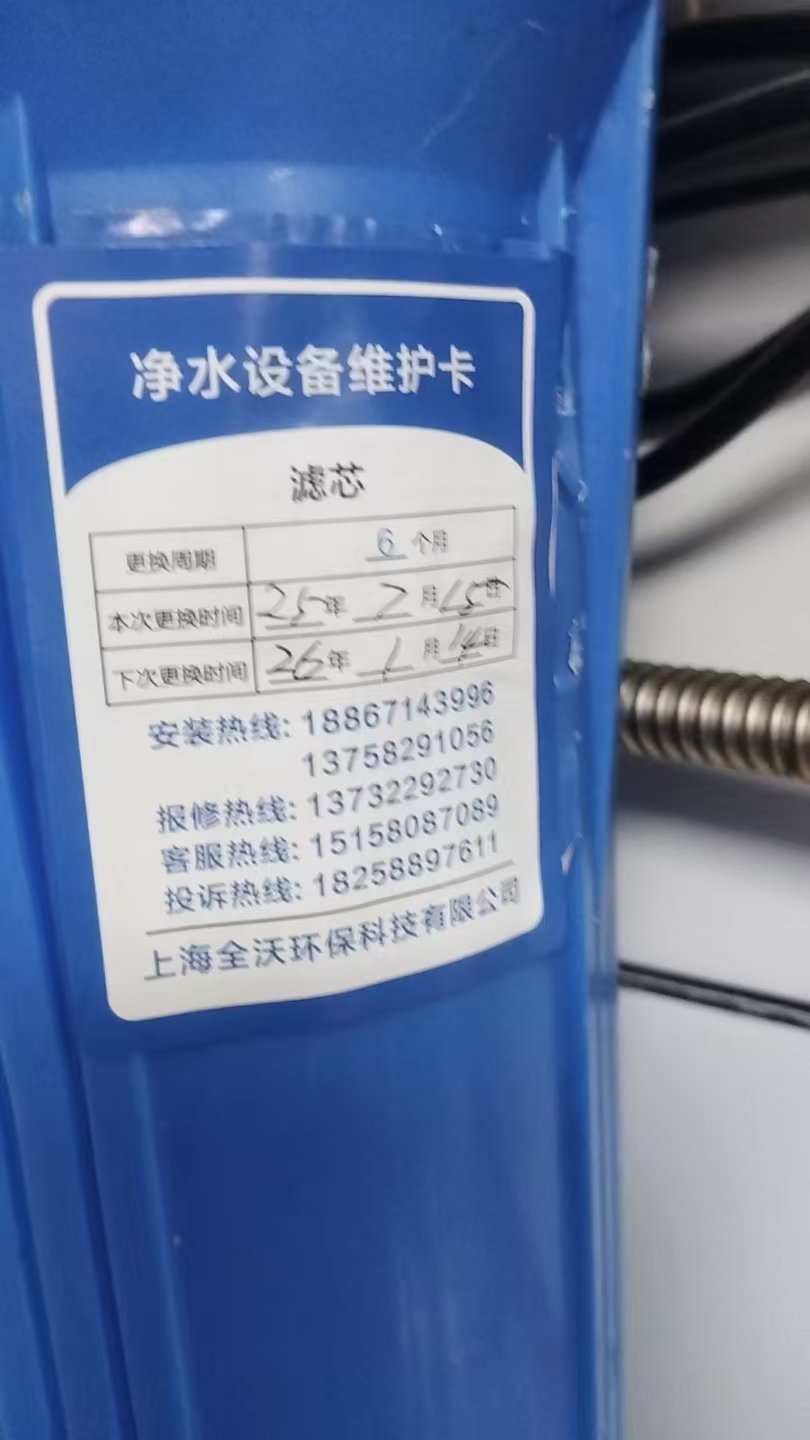 净水设备维护卡
滤芯
更换周期 6 个月
本次更换时间 25年 7月15日
下次更换时间 26年 1月14日
安装热线: 18867143996
13758291056
报修热线: 13732292730
客服热线: 15158087089
投诉热线: 18258897611
上海全沃环保科技有限公司